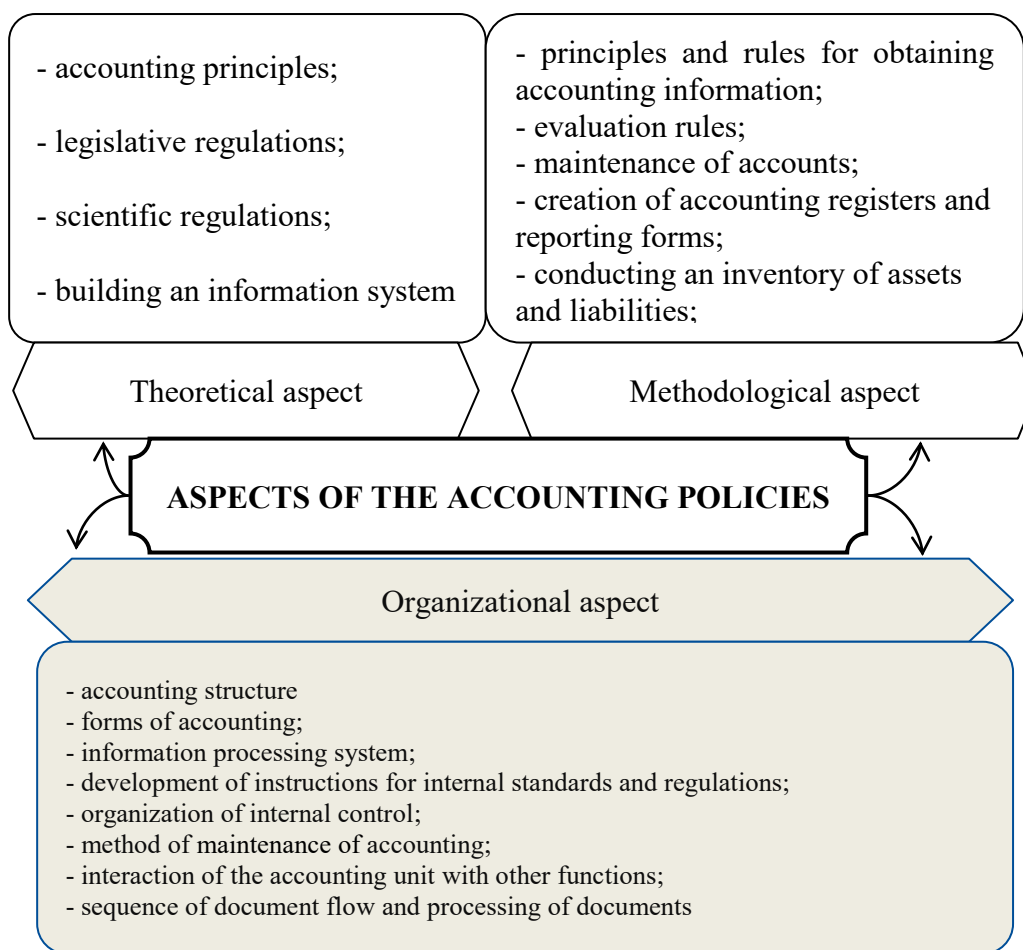 - accounting principles;
- legislative regulations;
- scientific regulations;
- building an information system
- principles and rules for obtaining
accounting information;
- evaluation rules;
- maintenance of accounts;
- creation of accounting registers and
reporting forms;
- conducting an inventory of assets
and liabilities;
Theoretical aspect
Methodological aspect
ASPECTS OF THE ACCOUNTING POLICIES
Organizational aspect
- accounting structure
- forms of accounting;
- information processing system;
- development of instructions for internal standards and regulations;
- organization of internal control;
- method of maintenance of accounting;
- interaction of the accounting unit with other functions;
- sequence of document flow and processing of documents